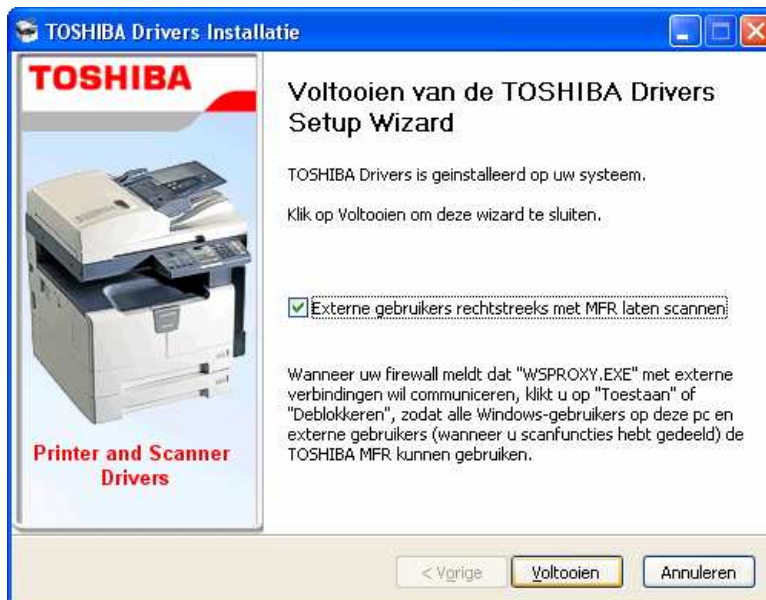 TOSHIBA Drivers Installatie
TOSHIBA
Voltooien van de TOSHIBA Drivers
Setup Wizard
TOSHIBA Drivers is geinstalleerd op uw systeem.
Klik op Voltooien om deze wizard te sluiten.
Externe gebruikers rechtstreeks met MFR laten scannen
Wanneer uw firewall meldt dat "WSPROXY.EXE" met externe
verbindingen wil communiceren, klikt u op "Toestaan" of
"Deblokkeren", zodat alle Windows-gebruikers op deze pc en
externe gebruikers (wanneer u scanfuncties hebt gedeeld) de
TOSHIBA MFR kunnen gebruiken.
Printer and Scanner
Drivers
< Vorige
Voltooien
Annuleren